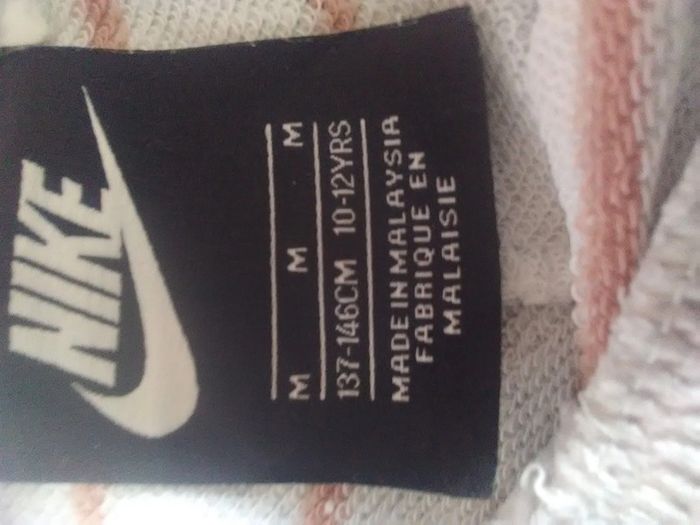 NIKE
M M M
137-146CM 10-12YRS
MADE IN MALAYSIA
FABRIQUE EN
MALAISIE